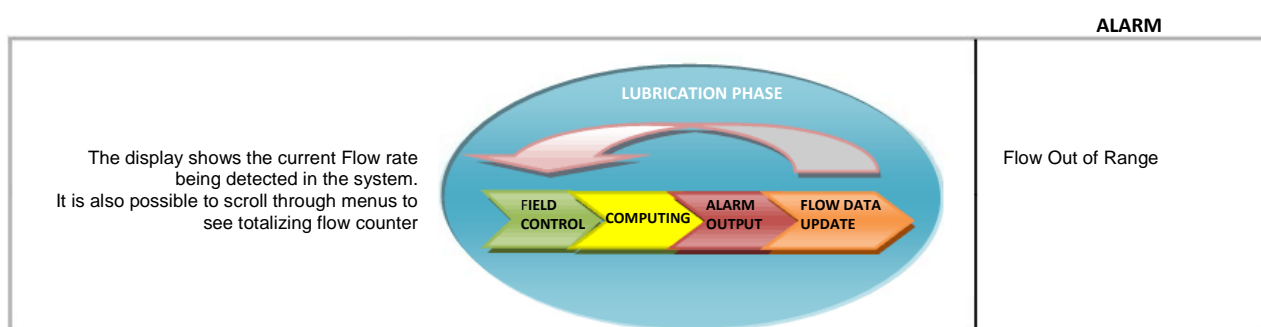 ALARM
LUBRICATION PHASE
The display shows the current Flow rate
being detected in the system.
It is also possible to scroll through menus to
see totalizing flow counter
FIELD
CONTROL
COMPUTING
ALARM
OUTPUT
FLOW DATA
UPDATE
Flow Out of Range